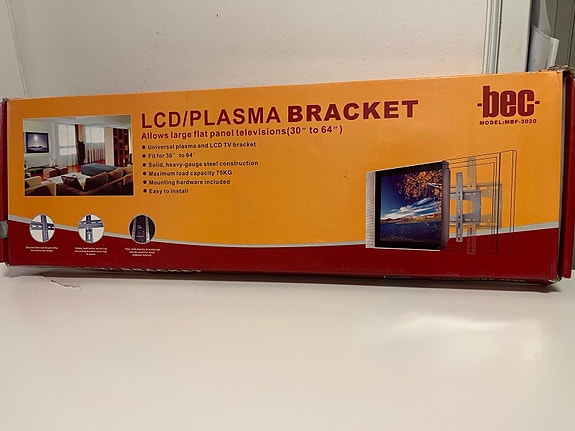 LCD/PLASMA BRACKET
Allows large flat panel televisions(30″ to 64″)
• Universal plasma and LCD TV bracket
• Fit for 30″ to 64″
• Solid, heavy-gauge steel construction
• Maximum load capacity 75KG
• Mounting hardware included
• Easy to install
-bec-
MODEL:MBF-3020